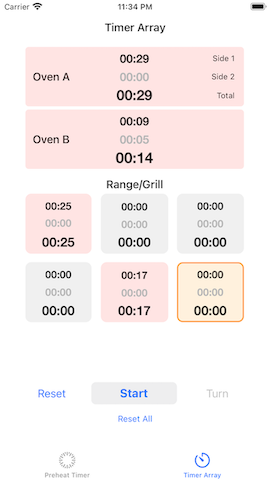 Carrier 11:34 PM
Timer Array
00:29 Side 1
Oven A 00:00 Side 2
00:29 Total
00:09
Oven B 00:05
00:14
Range/Grill
00:25 00:00 00:00
00:00 00:00 00:00
00:25 00:00 00:00
00:00 00:17 00:00
00:00 00:00 00:00
00:00 00:17 00:00
Reset Start Turn
Reset All
Preheat Timer Timer Array